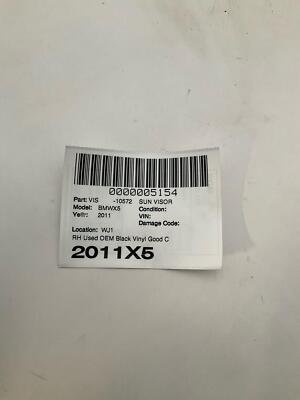 0000005154
Part: VIS -10572 SUN VISOR
Model: BMWX5 Condition:
Year: 2011 VIN:
Damage Code:
Location: WJ1
RH Used OEM Black Vinyl Good C
2011X5